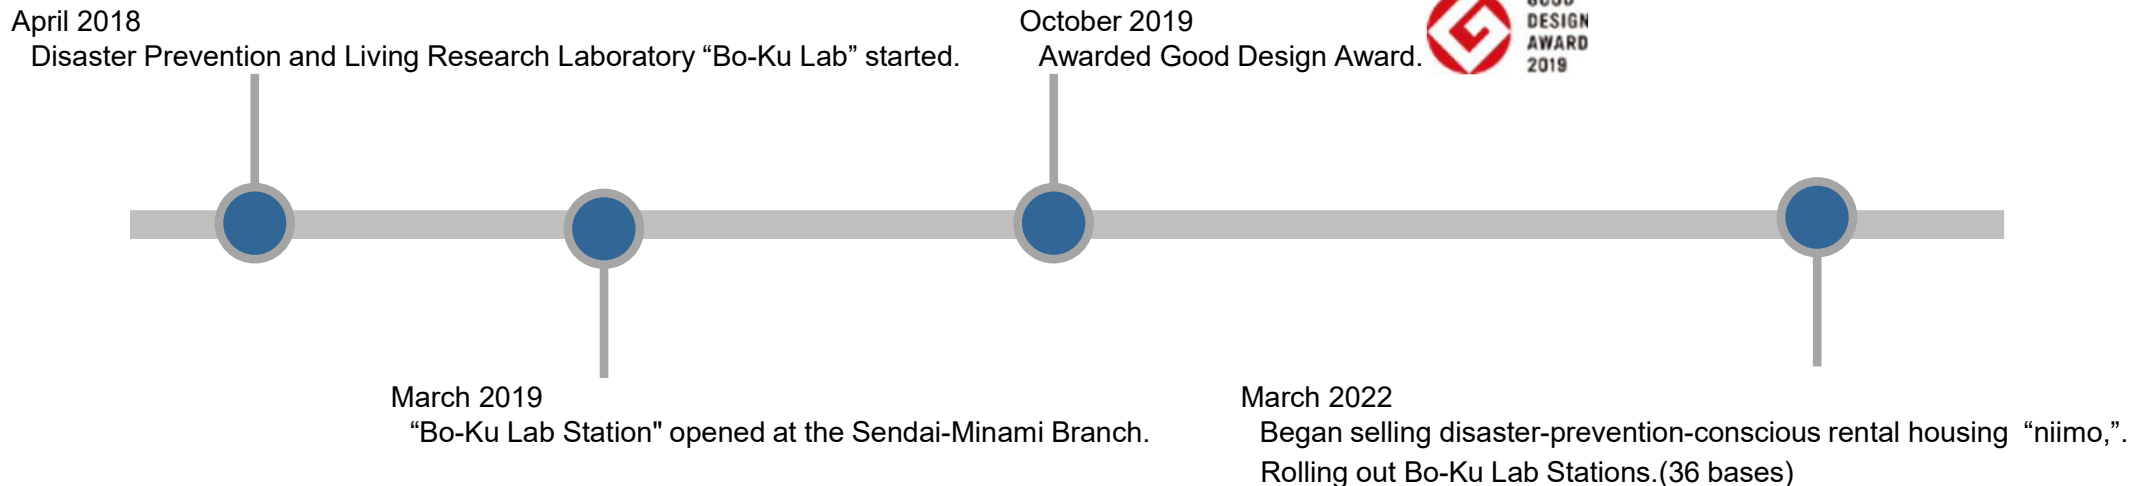 April 2018
Disaster Prevention and Living Research Laboratory “Bo-Ku Lab” started.
October 2019
Awarded Good Design Award.
GOOD
DESIGN
AWARD
2019
March 2019
“Bo-Ku Lab Station" opened at the Sendai-Minami Branch.
March 2022
Began selling disaster-prevention-conscious rental housing “niimo,”.
Rolling out Bo-Ku Lab Stations.(36 bases)